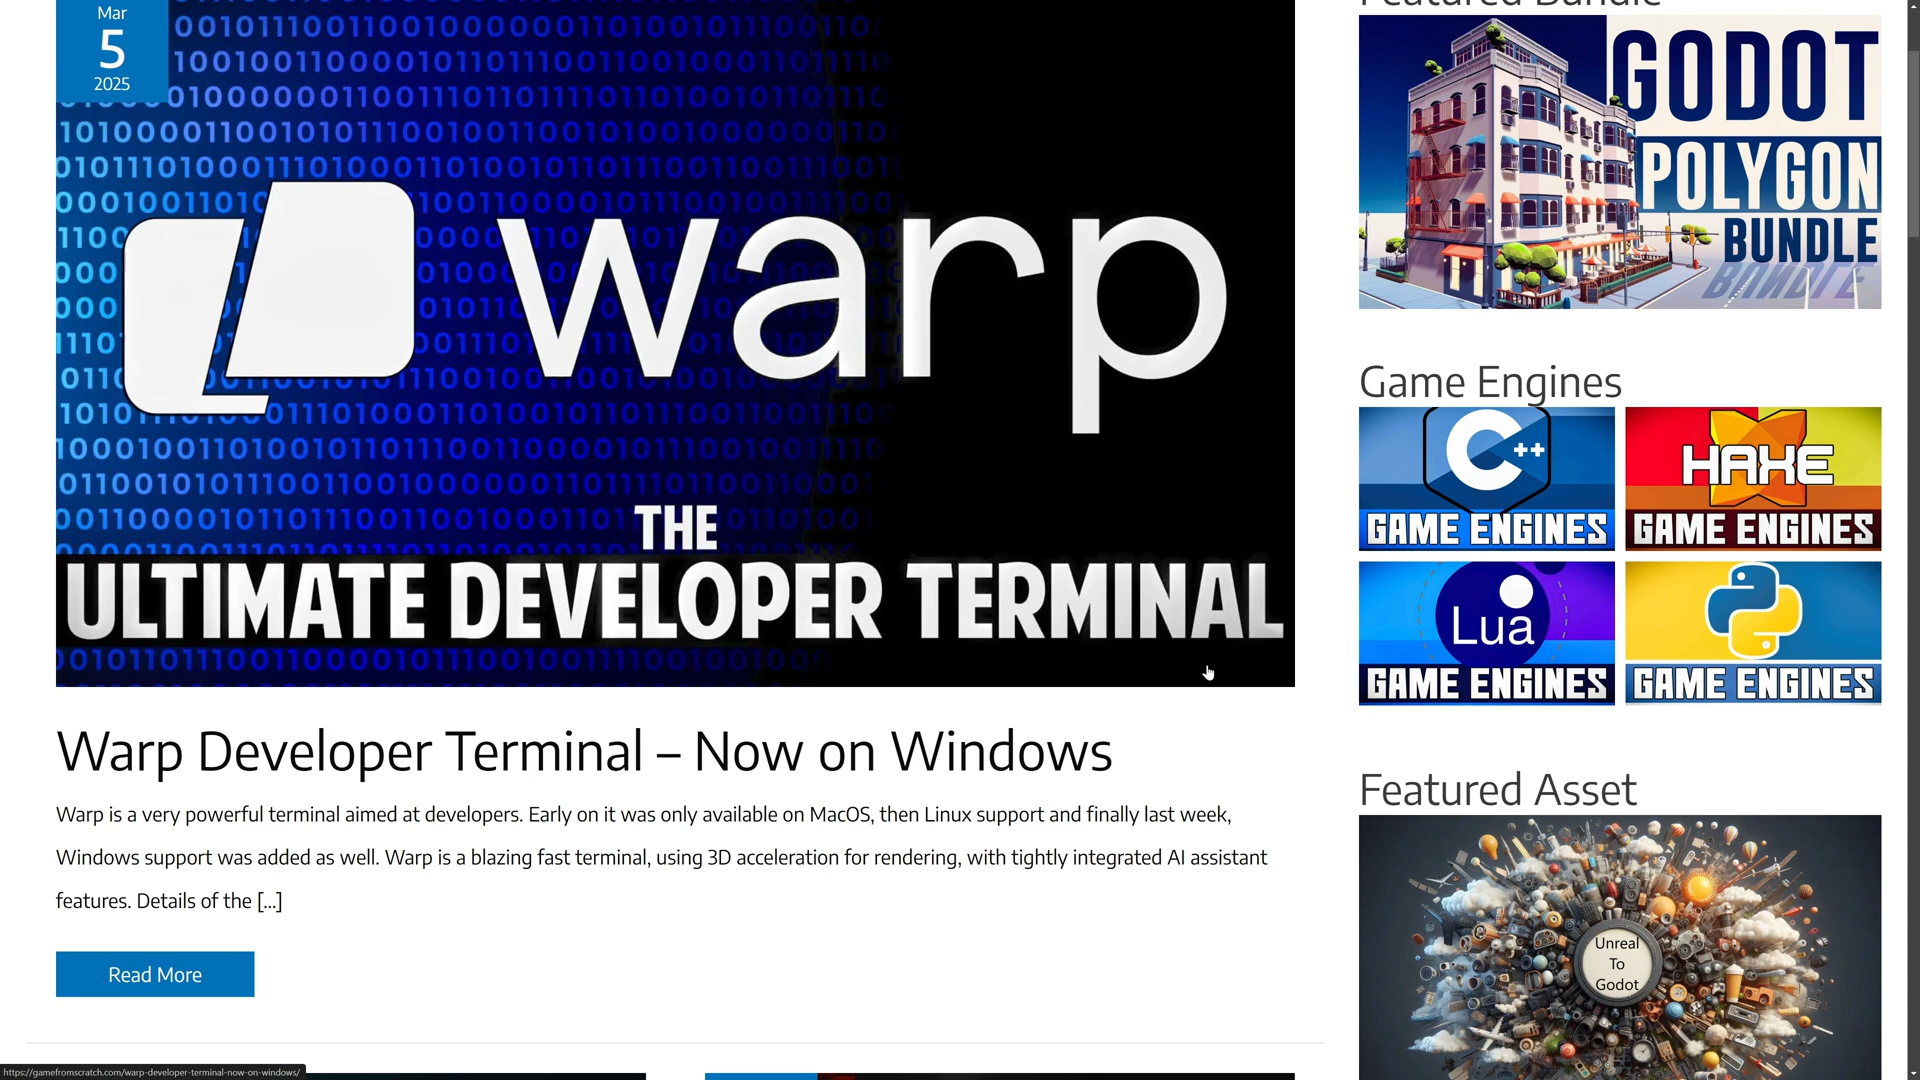 Mar
5
2025
warp
THE
ULTIMATE DEVELOPER TERMINAL
Warp Developer Terminal – Now on Windows
Warp is a very powerful terminal aimed at developers. Early on it was only available on MacOS, then Linux support and finally last week,
Windows support was added as well. Warp is a blazing fast terminal, using 3D acceleration for rendering, with tightly integrated AI assistant
features. Details of the [...]
Read More
Featured Bundle
GODOT
POLYGON
BUNDLE
Game Engines
C++
GAME ENGINES
HAXE
GAME ENGINES
Lua
GAME ENGINES
GAME ENGINES
Featured Asset
Unreal
To
Godot
https://gamefromscratch.com/warp-developer-terminal-now-on-windows/